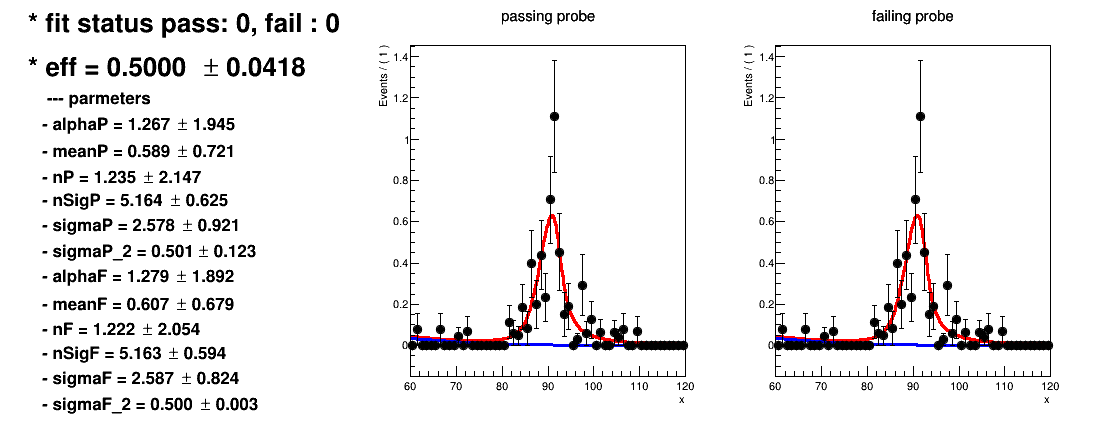 * fit status pass: 0, fail : 0
* eff = 0.5000 ± 0.0418
--- parmeters
- alphaP = 1.267 ± 1.945
- meanP = 0.589 ± 0.721
- nP = 1.235 ± 2.147
- nSigP = 5.164 ± 0.625
- sigmaP = 2.578 ± 0.921
- sigmaP_2 = 0.501 ± 0.123
- alphaF = 1.279 ± 1.892
- meanF = 0.607 ± 0.679
- nF = 1.222 ± 2.054
- nSigF = 5.163 ± 0.594
- sigmaF = 2.587 ± 0.824
- sigmaF_2 = 0.500 ± 0.003
passing probe
Events / ( 1 )
1.4
1.2
1
0.8
0.6
0.4
0.2
0
60 70 80 90 100 110 120
x
failing probe
Events / ( 1 )
1.4
1.2
1
0.8
0.6
0.4
0.2
0
60 70 80 90 100 110 120
x